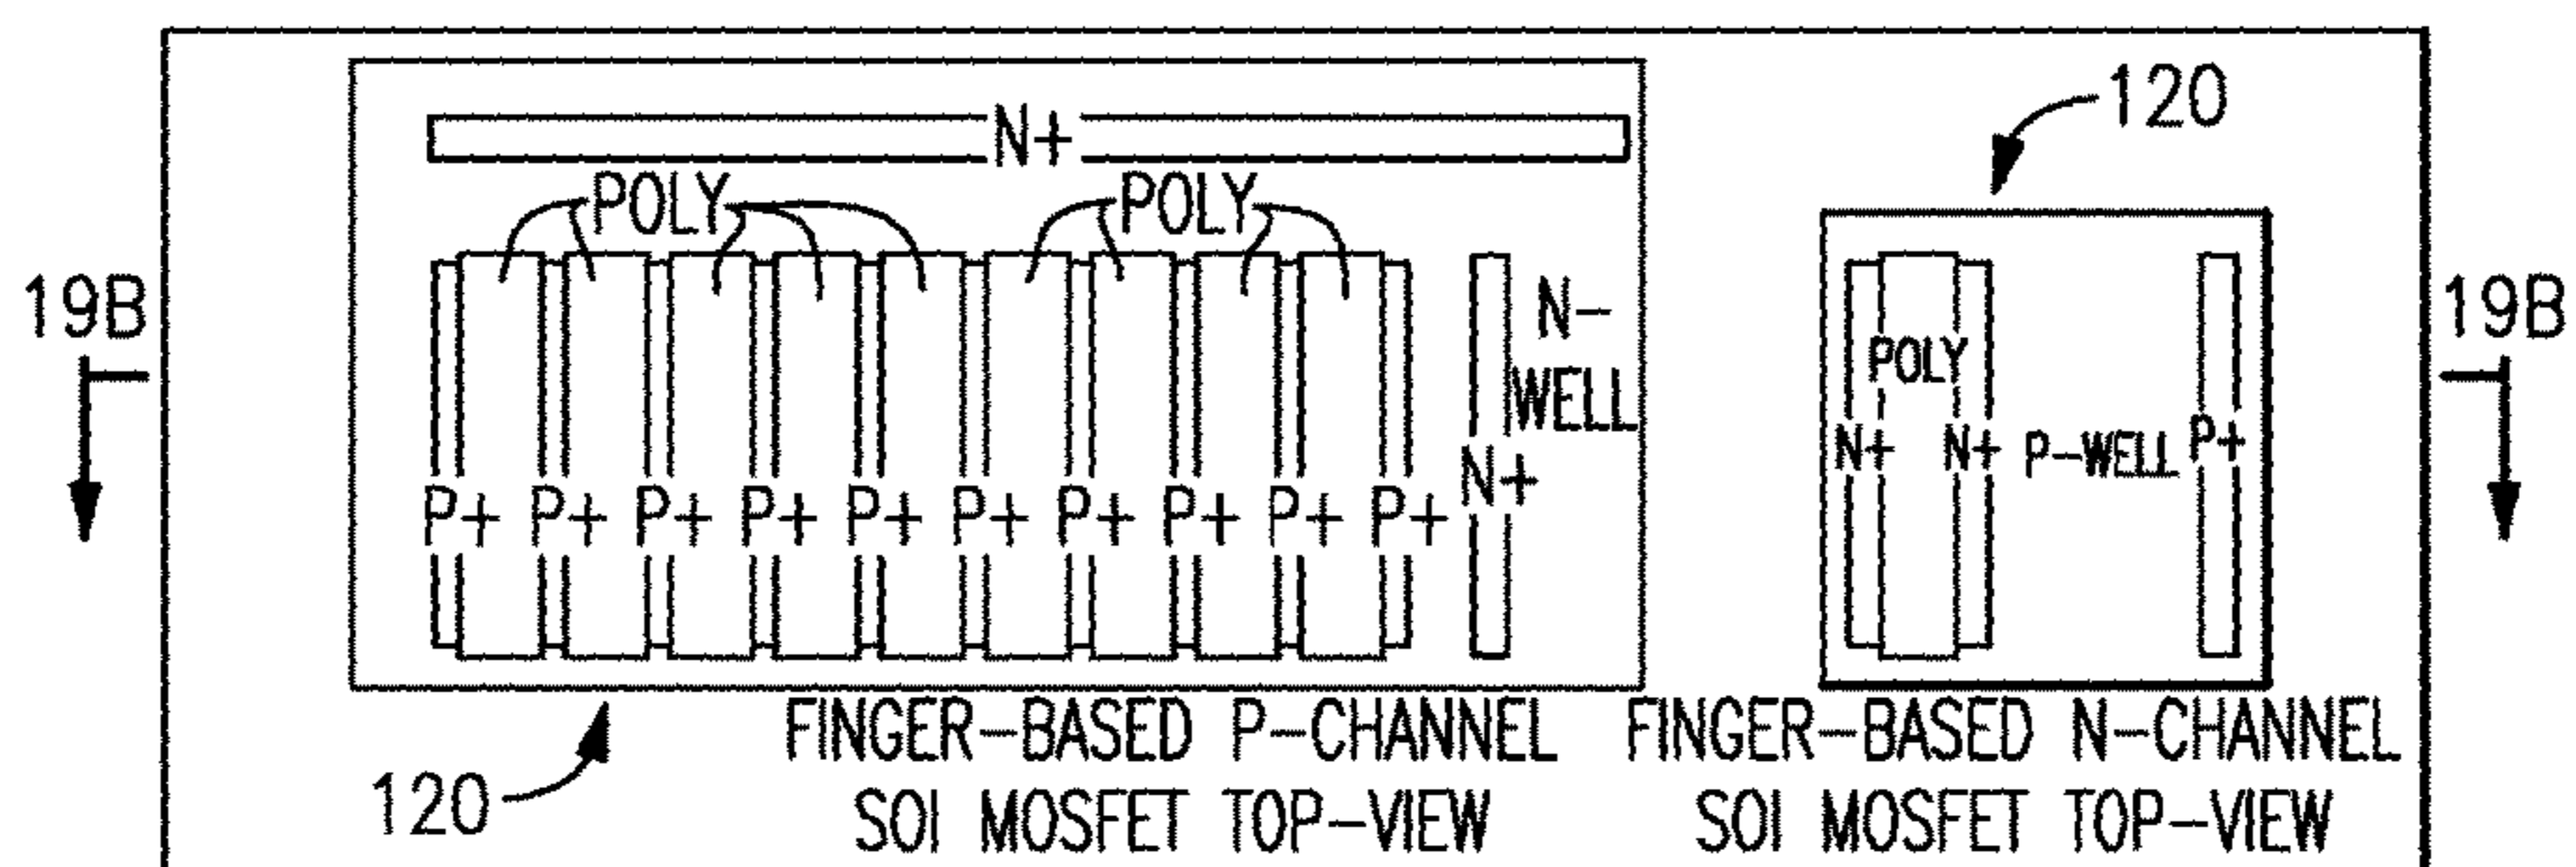 120
N+
POLY POLY
19B 19B
N-
WELL
POLY
N+ N+ P-WELL P+
N+
P+ P+ P+ P+ P+ P+ P+ P+ P+ P+
FINGER-BASED P-CHANNEL
SOI MOSFET TOP-VIEW
FINGER-BASED N-CHANNEL
SOI MOSFET TOP-VIEW
120